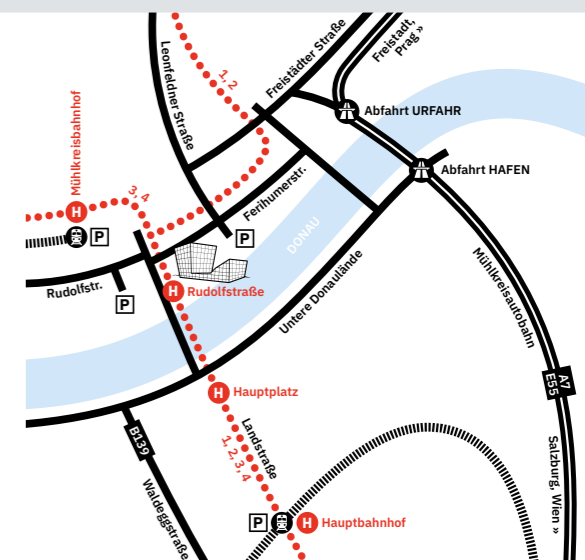 Leonfeldner Straße
1, 2
Freistädter Straße
Freistadt,
Prag »
Abfahrt URFAHR
Abfahrt HAFEN
Mühlkreisbahnhof
H
3, 4
P
Ferihumerstr.
P
DONAU
Rudolfstr.
P
H Rudolfstraße
Untere Donaulände
Mühlkreisautobahn
A7
E55
H Hauptplatz
Landstraße
1, 2, 3, 4
B139
Waldeggstraße
Salzburg, Wien »
P
H Hauptbahnhof